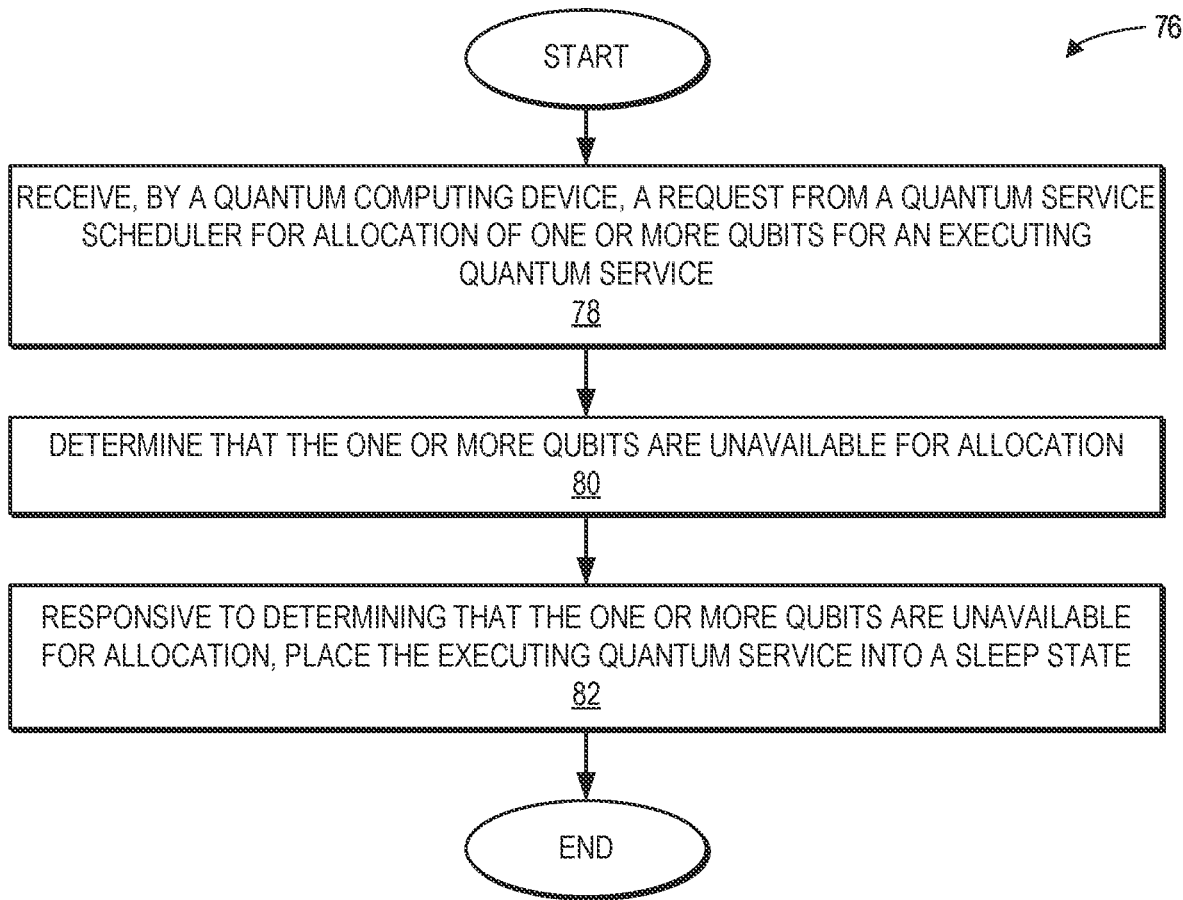 START
76
RECEIVE, BY A QUANTUM COMPUTING DEVICE, A REQUEST FROM A QUANTUM SERVICE
SCHEDULER FOR ALLOCATION OF ONE OR MORE QUBITS FOR AN EXECUTING
QUANTUM SERVICE
78
DETERMINE THAT THE ONE OR MORE QUBITS ARE UNAVAILABLE FOR ALLOCATION
80
RESPONSIVE TO DETERMINING THAT THE ONE OR MORE QUBITS ARE UNAVAILABLE
FOR ALLOCATION, PLACE THE EXECUTING QUANTUM SERVICE INTO A SLEEP STATE
82
END